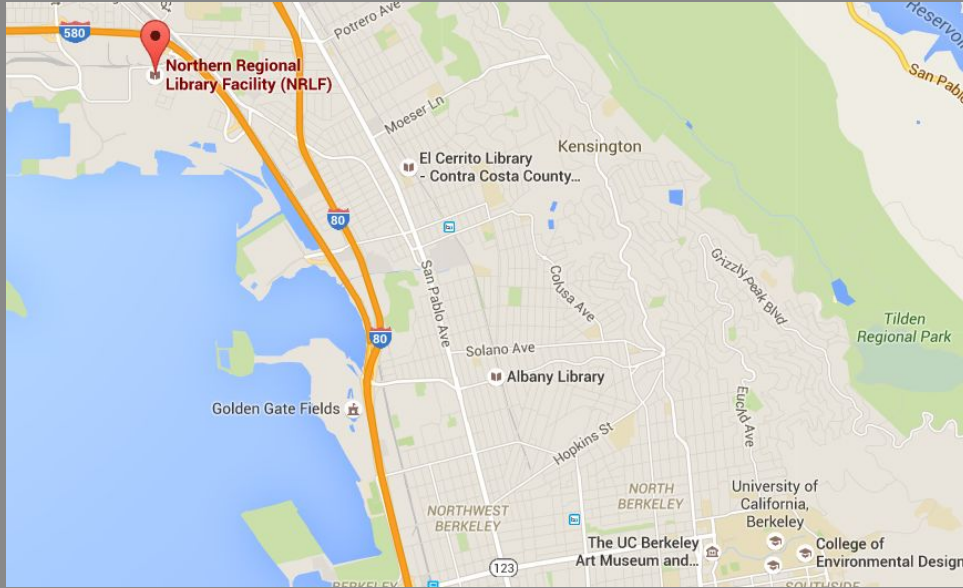 580
Potrero Ave
Reservoir
San Pablo
Northern Regional
Library Facility (NRLF)
Moeser Ln
Kensington
El Cerrito Library
- Contra Costa County...
80
San Pablo Ave
Colusa Ave
Grizzly Peak Blvd
Tilden
Regional Park
80
Solano Ave
Albany Library
Golden Gate Fields
Euclid Ave
Hopkins St
University of
California,
Berkeley
NORTH
BERKELEY
NORTHWEST
BERKELEY
The UC Berkeley
Art Museum and...
College of
Environmental Design
123
BERKELEY
SOUTHSIDE